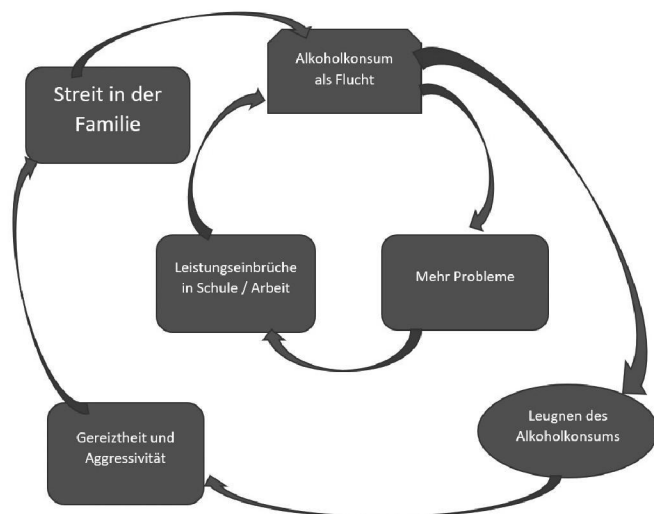 Alkoholkonsum
als Flucht
Streit in der
Familie
Leistungseinbrüche
in Schule / Arbeit
Mehr Probleme
Gereiztheit und
Aggressivität
Leugnen des
Alkoholkonsums